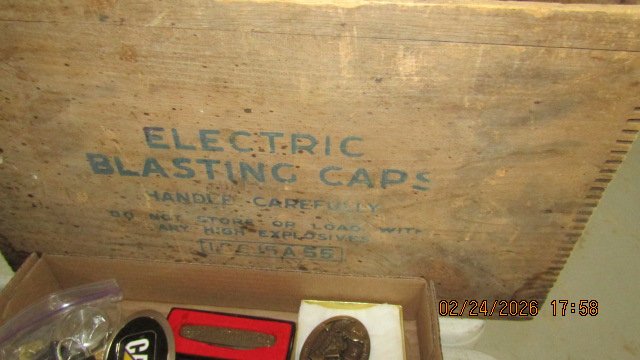 ELECTRIC
BLASTING CAPS
HANDLE CAREFULLY
DO NOT STORE OR LOAD WITH
ANY HIGH EXPLOSIVES
02/24/2026 17:58